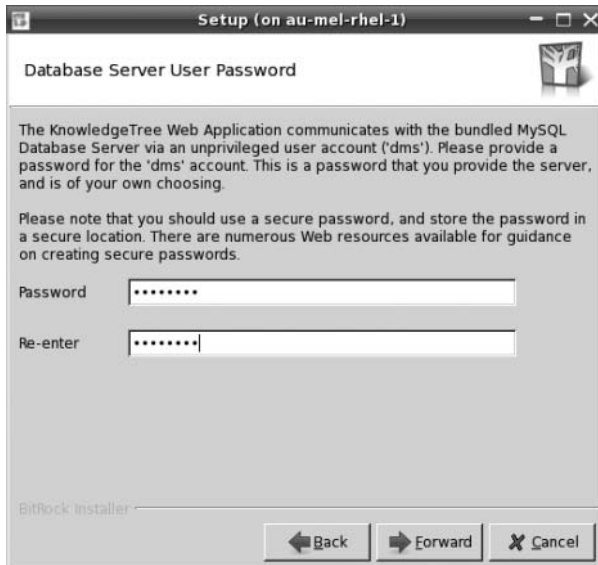 Setup (on au-mel-rhel-1)
Database Server User Password
The KnowledgeTree Web Application communicates with the bundled MySQL
Database Server via an unprivileged user account ('dms'). Please provide a
password for the 'dms' account. This is a password that you provide the server,
and is of your own choosing.
Please note that you should use a secure password, and store the password in
a secure location. There are numerous Web resources available for guidance
on creating secure passwords.
Password ••••••••
Re-enter ••••••••
BitRock Installer
Back Forward Cancel